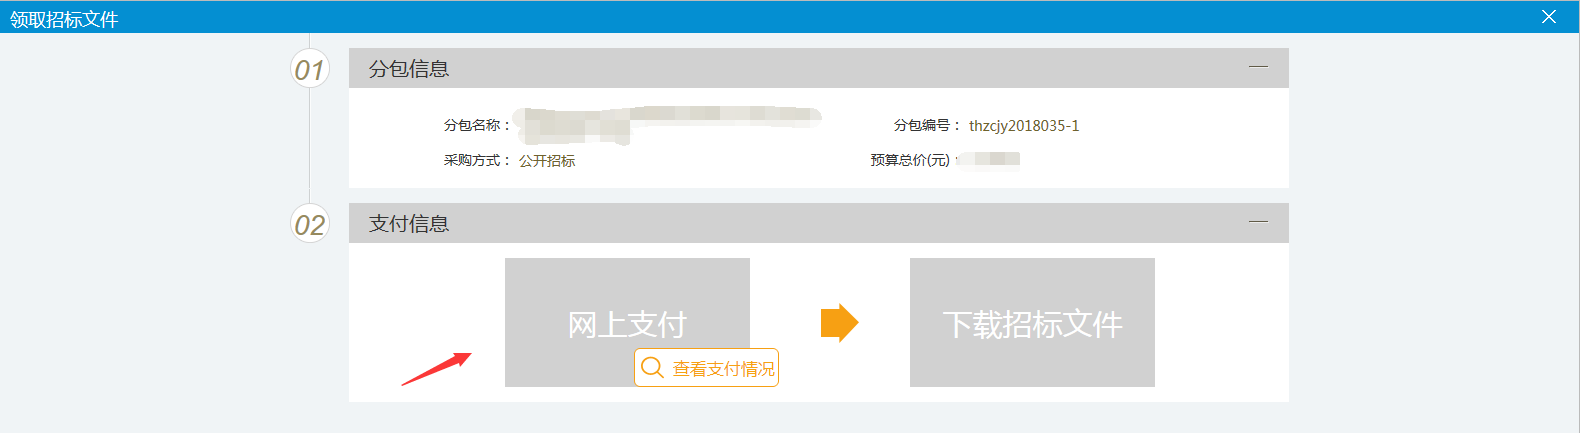 领取招标文件
01
分包信息
分包名称：
分包编号： thzcjy2018035-1
采购方式： 公开招标
预算总价(元)
02
支付信息
网上支付
下载招标文件
查看支付情况